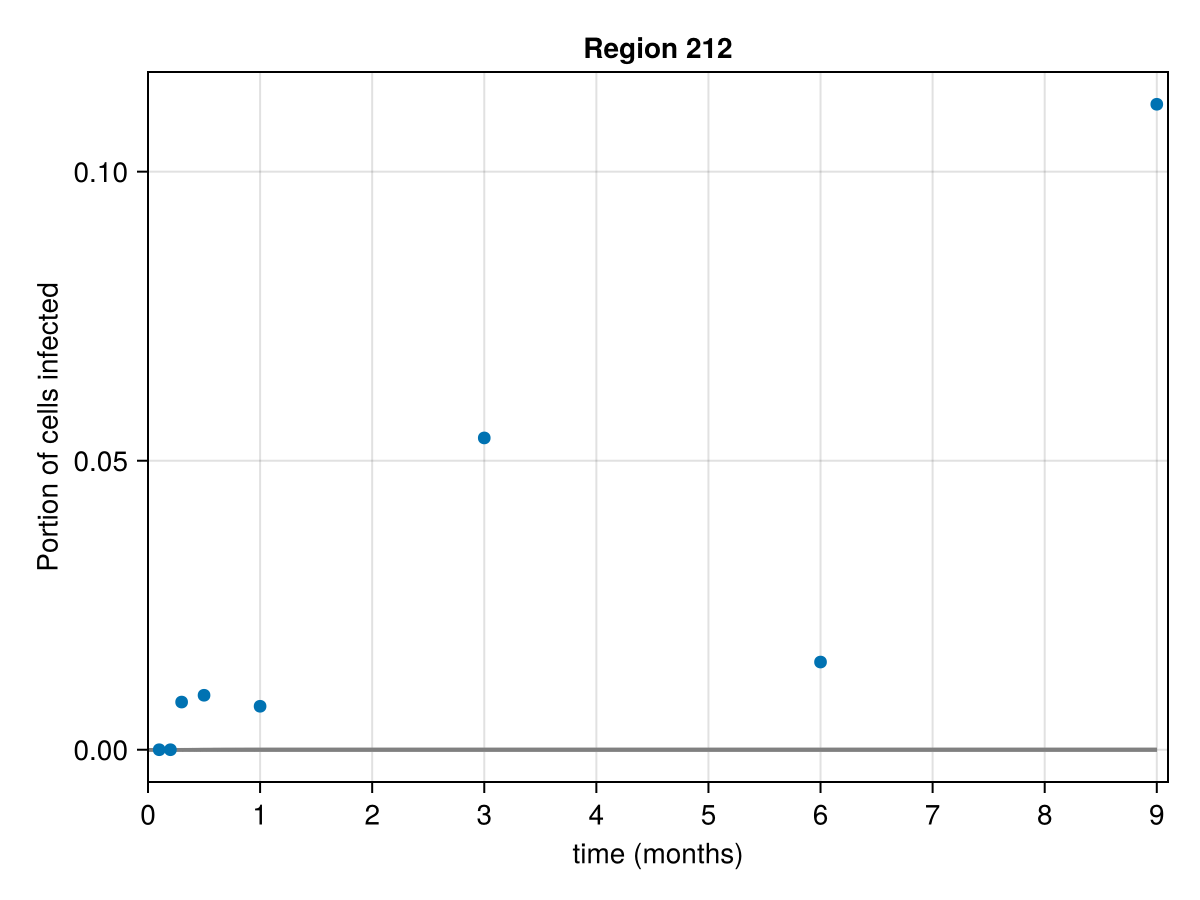 Region 212
Portion of cells infected
0.10
0.05
0.00
0 1 2 3 4 5 6 7 8 9
time (months)